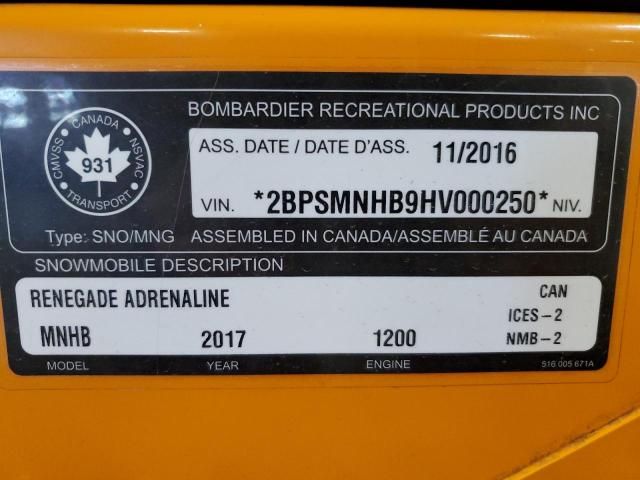 BOMBARDIER RECREATIONAL PRODUCTS INC
CANADA
CMVSS
NSVAC
931
TRANSPORT
ASS. DATE / DATE D'ASS. 11/2016
VIN. *2BPSMNHB9HV000250* NIV.
Type: SNO/MNG ASSEMBLED IN CANADA/ASSEMBLÉ AU CANADA
SNOWMOBILE DESCRIPTION
RENEGADE ADRENALINE CAN
ICES-2
MNHB 2017 1200 NMB-2
MODEL YEAR ENGINE 516 005 671A